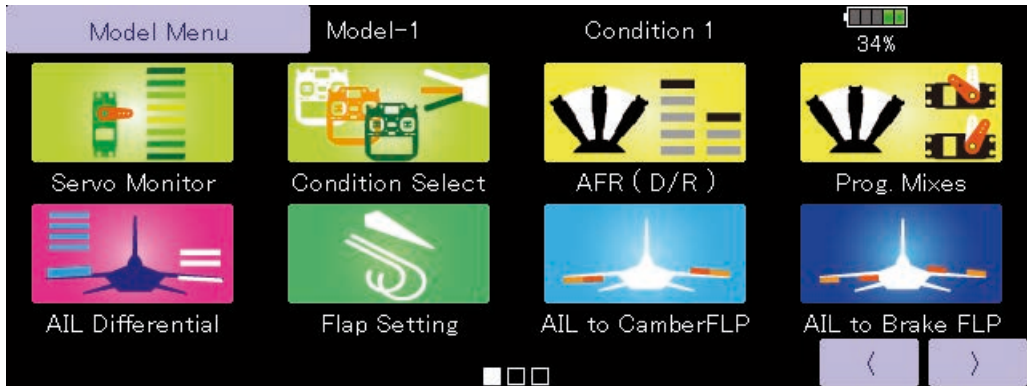 Model Menu Model-1 Condition 1
34%
Servo Monitor Condition Select AFR ( D/R ) Prog. Mixes
AIL Differential Flap Setting AIL to CamberFLP AIL to Brake FLP
〈 〉